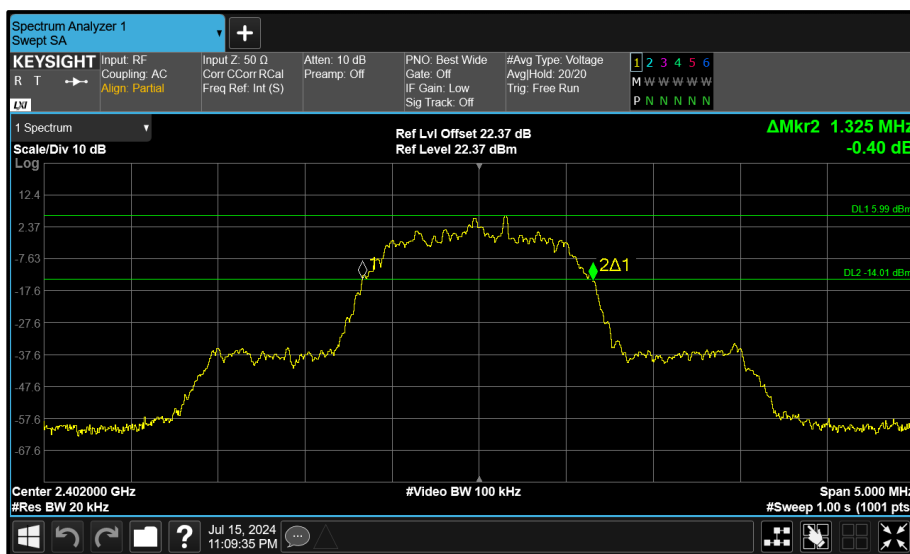 Spectrum Analyzer 1
Swept SA
+
KEYSIGHT
R T
LXI
Input: RF
Coupling: AC
Align: Partial
Input Z: 50 Ω
Corr CCorr RCal
Freq Ref: Int (S)
Atten: 10 dB
Preamp: Off
PNO: Best Wide
Gate: Off
IF Gain: Low
Sig Track: Off
#Avg Type: Voltage
Avg|Hold: 20/20
Trig: Free Run
1 2 3 4 5 6
M W W W W W
P N N N N N
1 Spectrum
Scale/Div 10 dB
Ref Lvl Offset 22.37 dB
Ref Level 22.37 dBm
ΔMkr2 1.325 MHz
-0.40 dB
Log
12.4
DL1 5.99 dBm
2.37
-7.63
1
2Δ1
DL2 -14.01 dBm
-17.6
-27.6
-37.6
-47.6
-57.6
-67.6
Center 2.402000 GHz
#Video BW 100 kHz
Span 5.000 MHz
#Res BW 20 kHz
#Sweep 1.00 s (1001 pts
?
Jul 15, 2024
11:09:35 PM